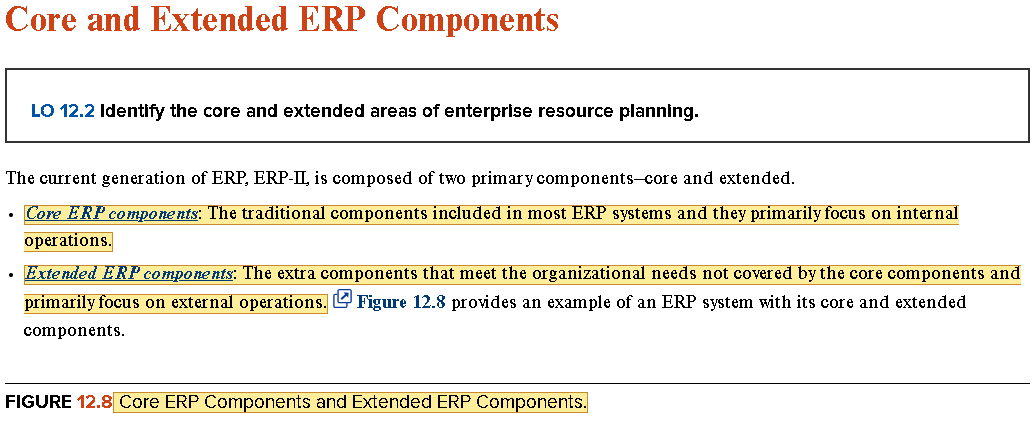 Core and Extended ERP Components
LO 12.2 Identify the core and extended areas of enterprise resource planning.
The current generation of ERP, ERP-II, is composed of two primary components—core and extended.
• Core ERP components: The traditional components included in most ERP systems and they primarily focus on internal
operations.
• Extended ERP components: The extra components that meet the organizational needs not covered by the core components and
primarily focus on external operations. Figure 12.8 provides an example of an ERP system with its core and extended
components.
FIGURE 12.8 Core ERP Components and Extended ERP Components.